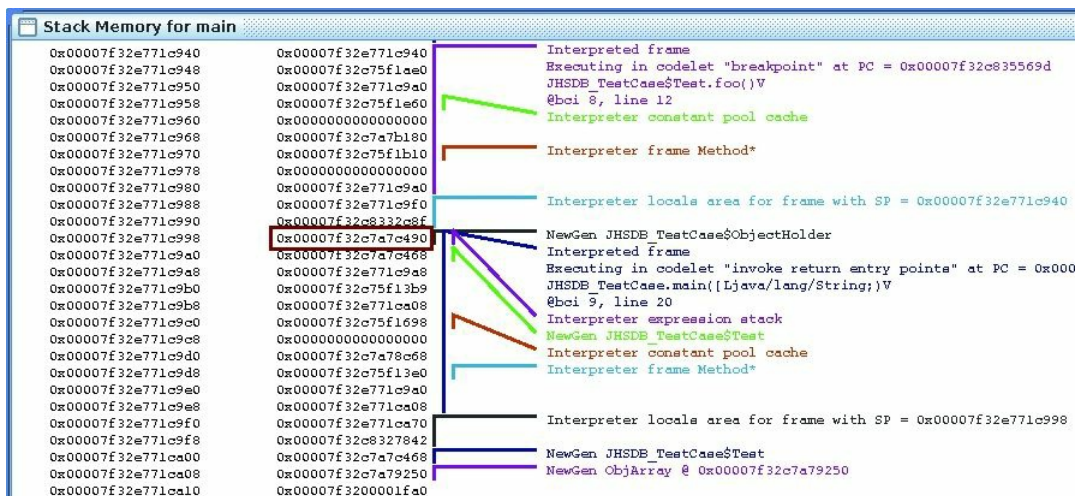 Stack Memory for main
0x00007f32e771c940 0x00007f32e771c940 Interpreted frame
0x00007f32e771c948 0x00007f32c75f1ae0 Executing in codelet "breakpoint" at PC = 0x00007f32c835569d
0x00007f32e771c950 0x00007f32e771c9a0 JHSDB_TestCase$Test.foo()V
0x00007f32e771c958 0x00007f32c75f1e60 @bci 8, line 12
0x00007f32e771c960 0x0000000000000000 Interpreter constant pool cache
0x00007f32e771c968 0x00007f32c7a7b180
0x00007f32e771c970 0x00007f32c75f1b10 Interpreter frame Method*
0x00007f32e771c978 0x0000000000000000
0x00007f32e771c980 0x00007f32e771c9a0
0x00007f32e771c988 0x00007f32e771c9f0 Interpreter locals area for frame with SP = 0x00007f32e771c940
0x00007f32e771c990 0x00007f32c8332c8f
0x00007f32e771c998 0x00007f32c7a7c490 NewGen JHSDB_TestCase$ObjectHolder
0x00007f32e771c9a0 0x00007f32c7a7c468 Interpreted frame
0x00007f32e771c9a8 0x00007f32e771c9a8 Executing in codelet "invoke return entry points" at PC = 0x000
0x00007f32e771c9b0 0x00007f32c75f13b9 JHSDB_TestCase.main([Ljava/lang/String;)V
0x00007f32e771c9b8 0x00007f32e771ca08 @bci 9, line 20
0x00007f32e771c9c0 0x00007f32c75f1698 Interpreter expression stack
0x00007f32e771c9c8 0x0000000000000000 NewGen JHSDB_TestCase$Test
0x00007f32e771c9d0 0x00007f32c7a78c68 Interpreter constant pool cache
0x00007f32e771c9d8 0x00007f32c75f13e0 Interpreter frame Method*
0x00007f32e771c9e0 0x00007f32e771c9a0
0x00007f32e771c9e8 0x00007f32e771ca08
0x00007f32e771c9f0 0x00007f32e771ca70 Interpreter locals area for frame with SP = 0x00007f32e771c998
0x00007f32e771c9f8 0x00007f32c8327842
0x00007f32e771ca00 0x00007f32c7a7c468 NewGen JHSDB_TestCase$Test
0x00007f32e771ca08 0x00007f32c7a79250 NewGen ObjArray @ 0x00007f32c7a79250
0x00007f32e771ca10 0x00007f3200001fa0